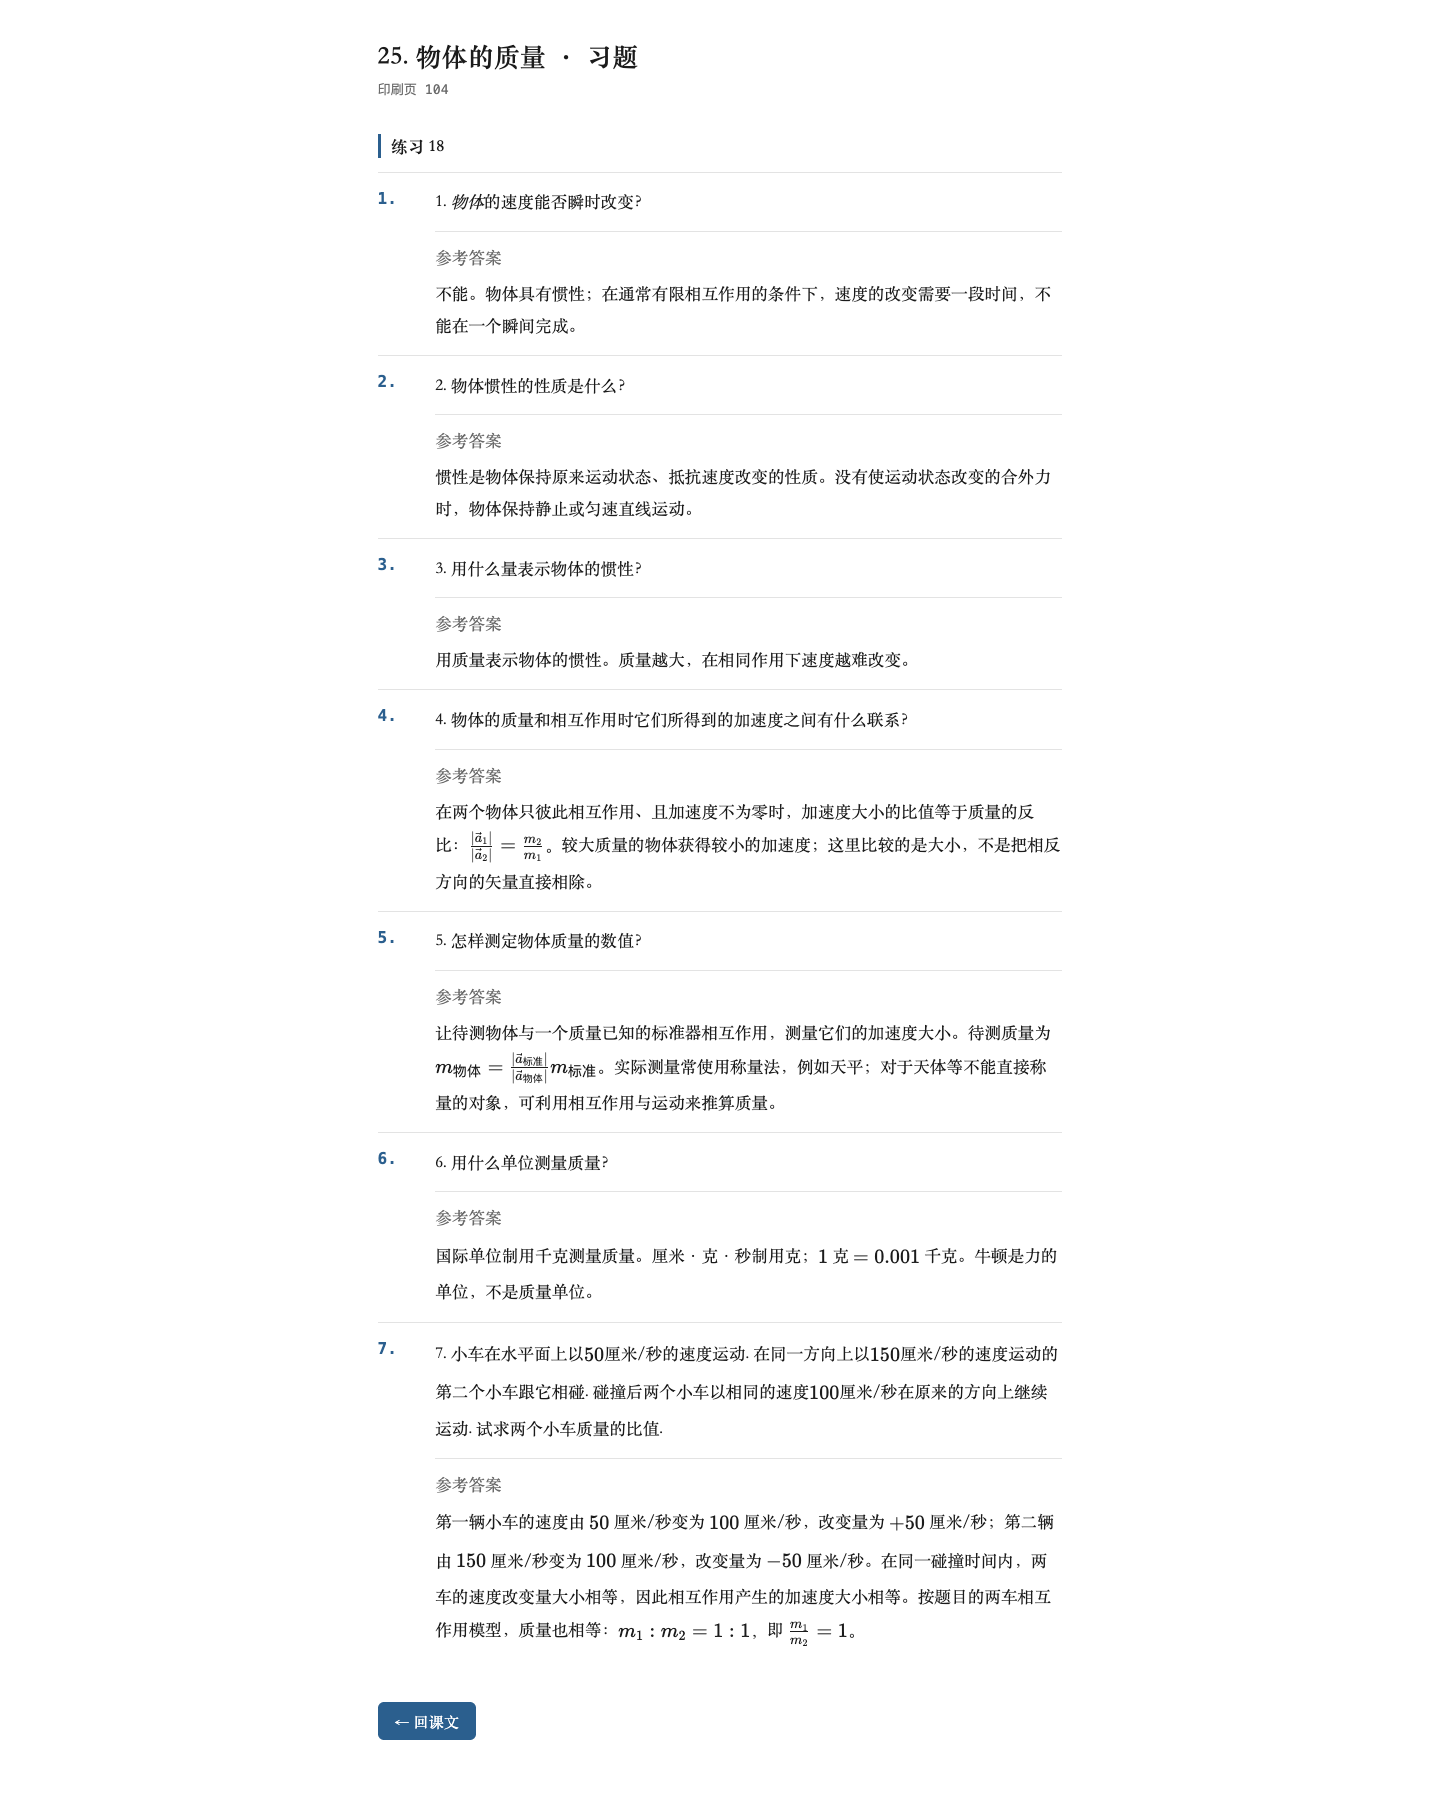 25. 物体的质量 · 习题
印刷页 104
练习 18
1. 1. 物体的速度能否瞬时改变?
参考答案
不能。物体具有惯性；在通常有限相互作用的条件下，速度的改变需要一段时间，不
能在一个瞬间完成。
2. 2. 物体惯性的性质是什么?
参考答案
惯性是物体保持原来运动状态、抵抗速度改变的性质。没有使运动状态改变的合外力
时，物体保持静止或匀速直线运动。
3. 3. 用什么量表示物体的惯性?
参考答案
用质量表示物体的惯性。质量越大，在相同作用下速度越难改变。
4. 4. 物体的质量和相互作用时它们所得到的加速度之间有什么联系?
参考答案
在两个物体只彼此相互作用、且加速度不为零时，加速度大小的比值等于质量的反
比：$\frac{|\vec{a}_1|}{|\vec{a}_2|} = \frac{m_2}{m_1}$。较大质量的物体获得较小的加速度；这里比较的是大小，不是把相反
方向的矢量直接相除。
5. 5. 怎样测定物体质量的数值?
参考答案
让待测物体与一个质量已知的标准器相互作用，测量它们的加速度大小。待测质量为
$m_{物体} = \frac{|\vec{a}_{标准}|}{|\vec{a}_{物体}|} m_{标准}$。实际测量常使用称量法，例如天平；对于天体等不能直接称
量的对象，可利用相互作用与运动来推算质量。
6. 6. 用什么单位测量质量?
参考答案
国际单位制用千克测量质量。厘米 · 克 · 秒制用克；1 克 = 0.001 千克。牛顿是力的
单位，不是质量单位。
7. 7. 小车在水平面上以50厘米/秒的速度运动. 在同一方向上以150厘米/秒的速度运动的
第二个小车跟它相碰. 碰撞后两个小车以相同的速度100厘米/秒在原来的方向上继续
运动. 试求两个小车质量的比值.
参考答案
第一辆小车的速度由 50 厘米/秒变为 100 厘米/秒，改变量为 +50 厘米/秒；第二辆
由 150 厘米/秒变为 100 厘米/秒，改变量为 −50 厘米/秒。在同一碰撞时间内，两
车的速度改变量大小相等，因此相互作用产生的加速度大小相等。按题目的两车相互
作用模型，质量也相等：$m_1 : m_2 = 1 : 1$，即 $\frac{m_1}{m_2} = 1$。
← 回课文